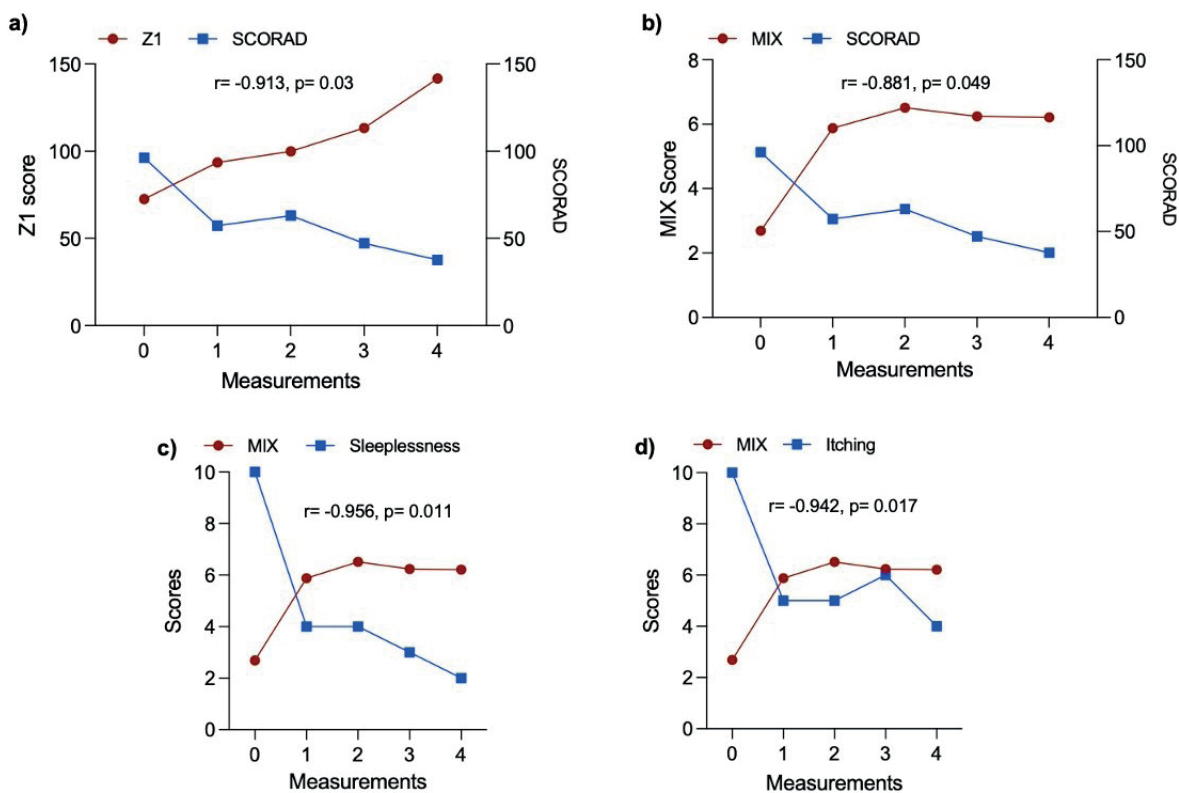 a)
Z1 SCORAD
r= -0.913, p= 0.03
150
100
50
0
Z1 score
150
100
50
0
SCORAD
0 1 2 3 4
Measurements
b)
MIX SCORAD
r= -0.881, p= 0.049
8
6
4
2
0
MIX Score
150
100
50
0
SCORAD
0 1 2 3 4
Measurements
c)
MIX Sleeplessness
r= -0.956, p= 0.011
10
8
6
4
2
0
Scores
0 1 2 3 4
Measurements
d)
MIX Itching
r= -0.942, p= 0.017
10
8
6
4
2
0
Scores
0 1 2 3 4
Measurements